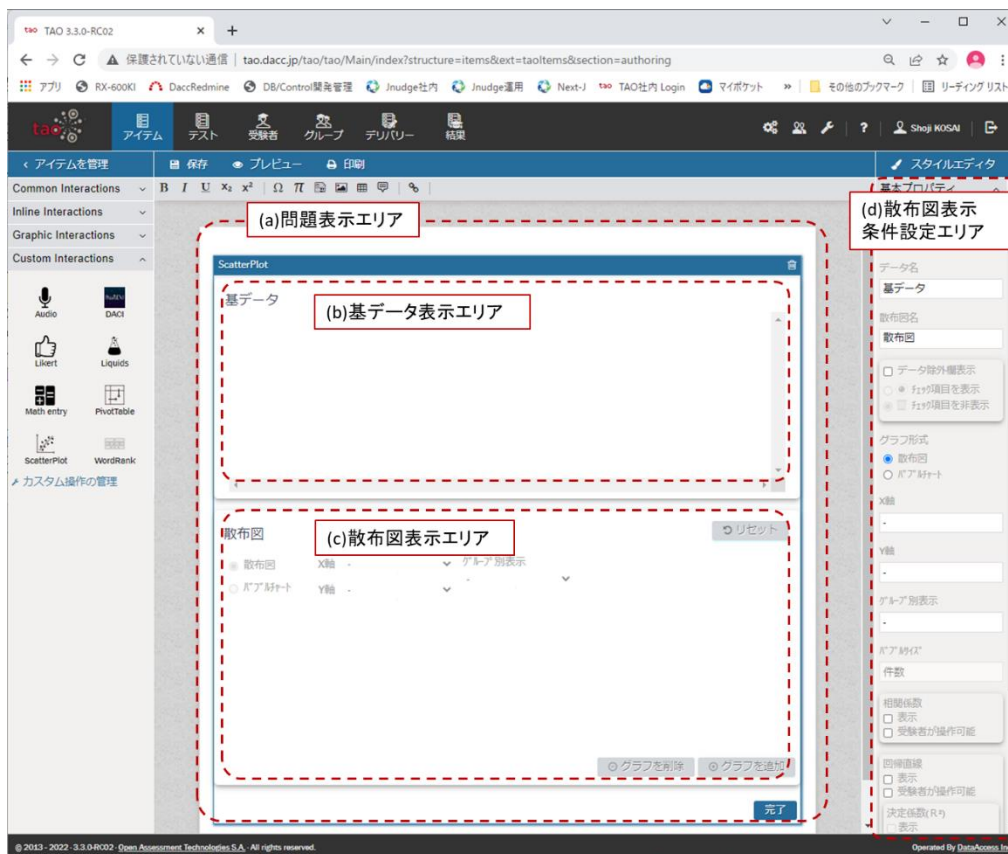 tao TAO 3.3.0-RC02
保護されていない通信 | tao.dacc.jp/tao/tao/Main/index?structure=items&ext=taoItems&section=authoring
アプリ RX-600KI DaccRedmine DB/Control開発管理 Jnudge社内 Jnudge運用 Next-J tao TAO社内 Login マイポケット » その他のブックマーク リーディング リスト
tao アイテム テスト 受験者 グループ デリバリー 結果 ? Shoji KOSAI
アイテムを管理 保存 プレビュー 印刷 スタイルエディタ
Common Interactions B I U X₂ x² Ω π 基本プロパティ
Inline Interactions
Graphic Interactions
Custom Interactions
Audio DACI
Likert Liquids
Math entry PivotTable
ScatterPlot WordRank
カスタム操作の管理
(a)問題表示エリア
ScatterPlot
基データ
(b)基データ表示エリア
散布図
(c)散布図表示エリア
リセット
散布図 X軸 - グループ別表示
バブルチャート Y軸 - -
グラフを削除 グラフを追加
完了
(d)散布図表示
条件設定エリア
データ名
基データ
散布図名
散布図
データ除外欄表示
チェック項目を表示
チェック項目を非表示
グラフ形式
散布図
バブルチャート
X軸
-
Y軸
-
グループ別表示
-
バブルサイズ
件数
相関係数
表示
受験者が操作可能
回帰直線
表示
受験者が操作可能
決定係数(R²)
表示
© 2013 - 2022 · 3.3.0-RC02 · Open Assessment Technologies S.A. · All rights reserved.
Operated By DataAccess